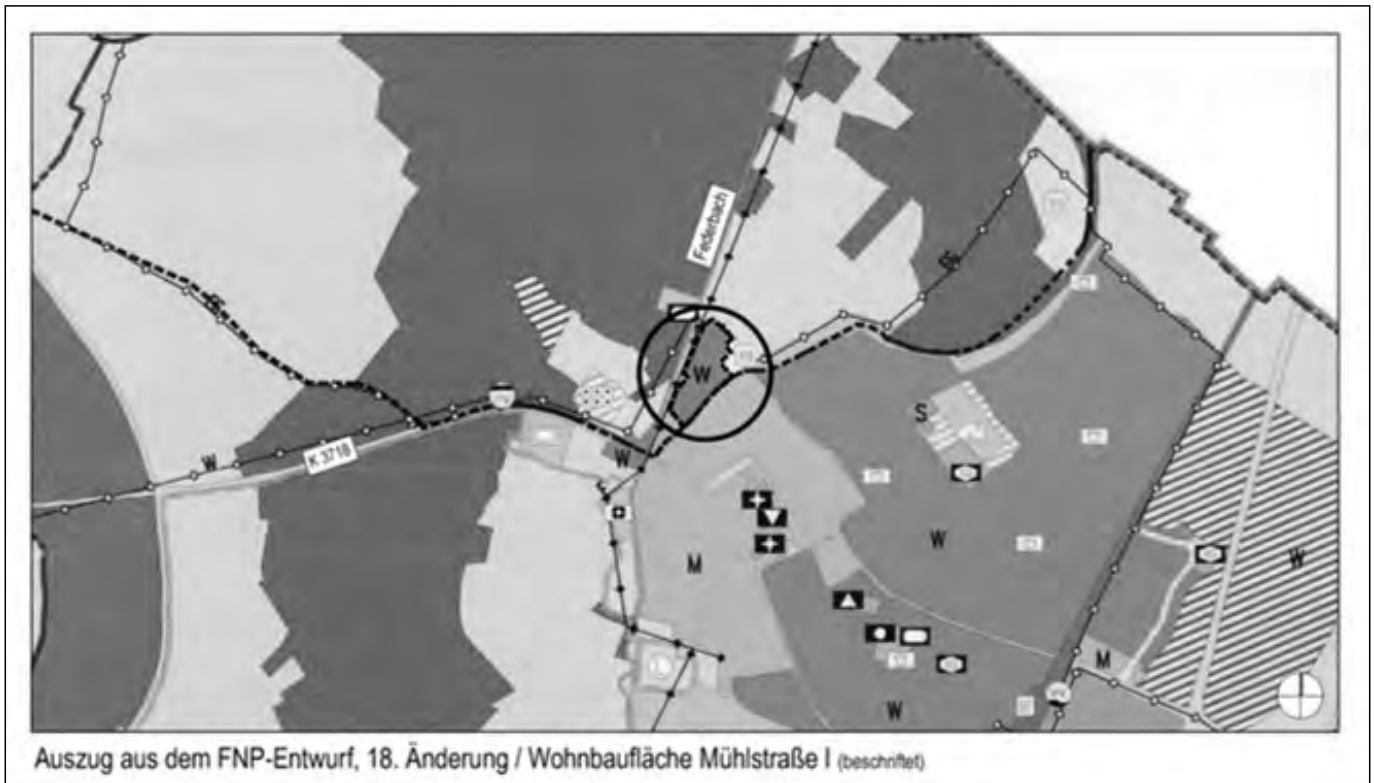 Federbach
W
S
K 3718
W
W
M
W
W
M
W
Auszug aus dem FNP-Entwurf, 18. Änderung / Wohnbaufläche Mühlstraße I (beschriftet)